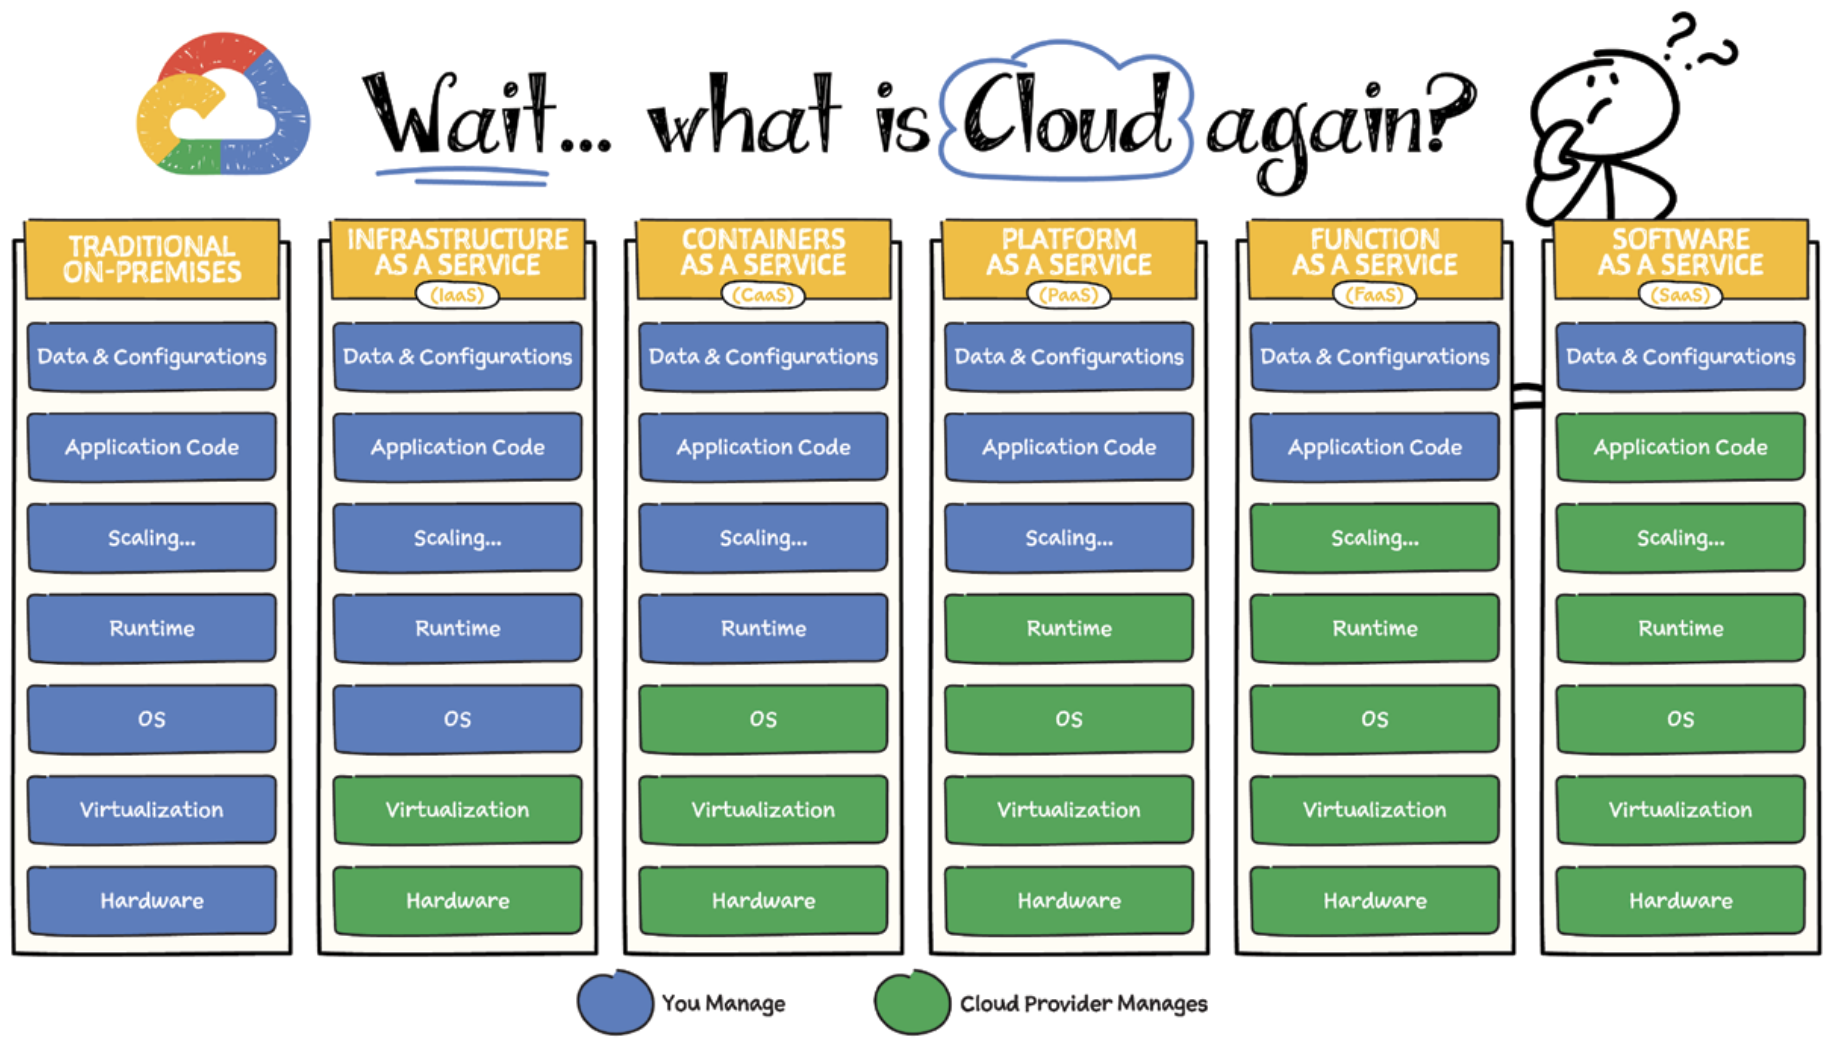 Wait... what is Cloud again?
??
TRADITIONAL
ON-PREMISES
Data & Configurations
Application Code
Scaling...
Runtime
OS
Virtualization
Hardware
INFRASTRUCTURE
AS A SERVICE
(IaaS)
Data & Configurations
Application Code
Scaling...
Runtime
OS
Virtualization
Hardware
CONTAINERS
AS A SERVICE
(CaaS)
Data & Configurations
Application Code
Scaling...
Runtime
OS
Virtualization
Hardware
PLATFORM
AS A SERVICE
(PaaS)
Data & Configurations
Application Code
Scaling...
Runtime
OS
Virtualization
Hardware
FUNCTION
AS A SERVICE
(FaaS)
Data & Configurations
Application Code
Scaling...
Runtime
OS
Virtualization
Hardware
SOFTWARE
AS A SERVICE
(SaaS)
Data & Configurations
Application Code
Scaling...
Runtime
OS
Virtualization
Hardware
You Manage
Cloud Provider Manages